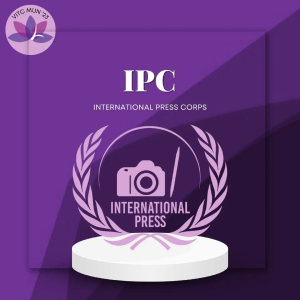 VITC MUN '23
IPC
INTERNATIONAL PRESS CORPS
INTERNATIONAL
PRESS